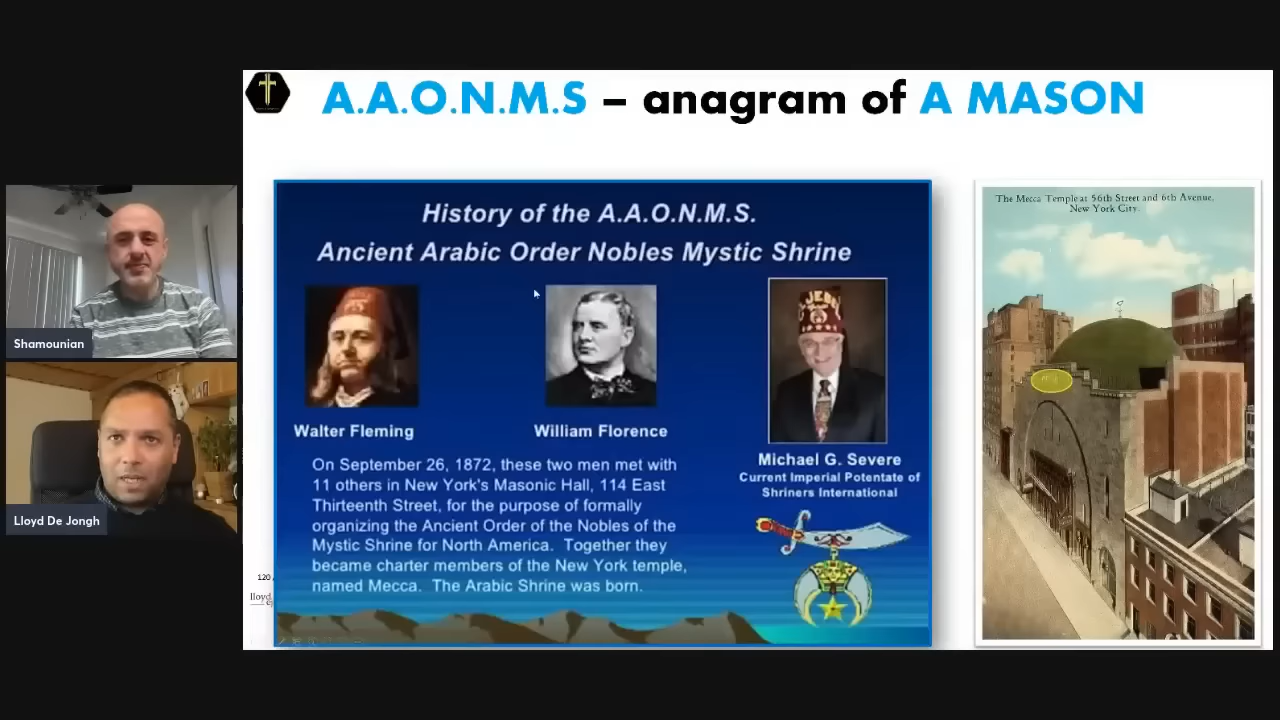 A.A.O.N.M.S – anagram of A MASON
History of the A.A.O.N.M.S.
Ancient Arabic Order Nobles Mystic Shrine
Walter Fleming
William Florence
Michael G. Severe
Current Imperial Potentate of
Shriners International
On September 26, 1872, these two men met with
11 others in New York's Masonic Hall, 114 East
Thirteenth Street, for the purpose of formally
organizing the Ancient Order of the Nobles of the
Mystic Shrine for North America. Together they
became charter members of the New York temple,
named Mecca. The Arabic Shrine was born.
The Mecca Temple at 56th Street and 6th Avenue,
New York City.
Shamounian
Lloyd De Jongh
120
lloyd